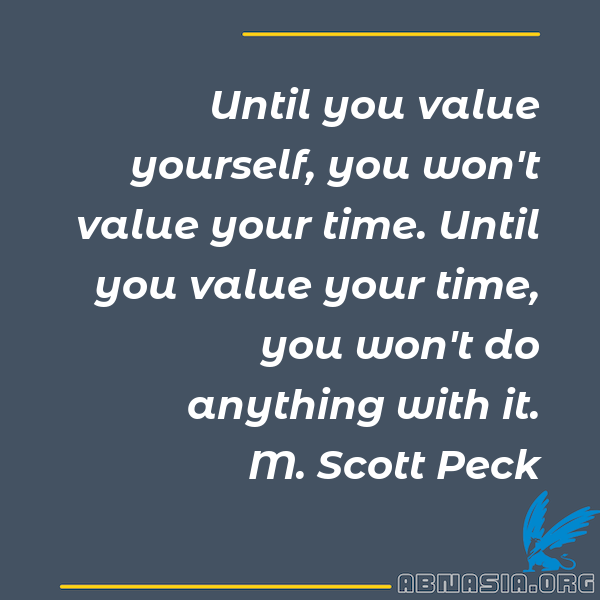 Until you value
yourself, you won't
value your time. Until
you value your time,
you won't do
anything with it.
M. Scott Peck
ABNASIA.ORG